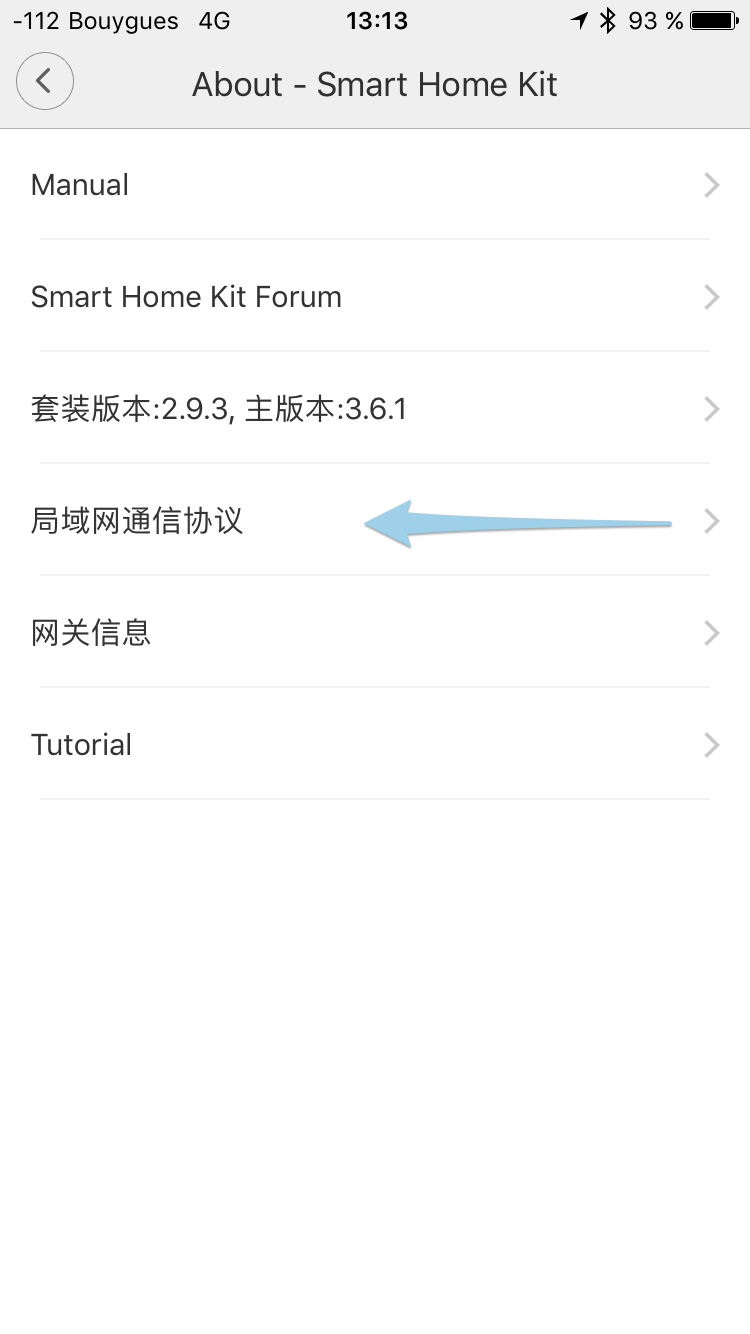 -112 Bouygues 4G 13:13 93 %
About - Smart Home Kit
Manual
Smart Home Kit Forum
套装版本:2.9.3, 主版本:3.6.1
局域网通信协议
网关信息
Tutorial